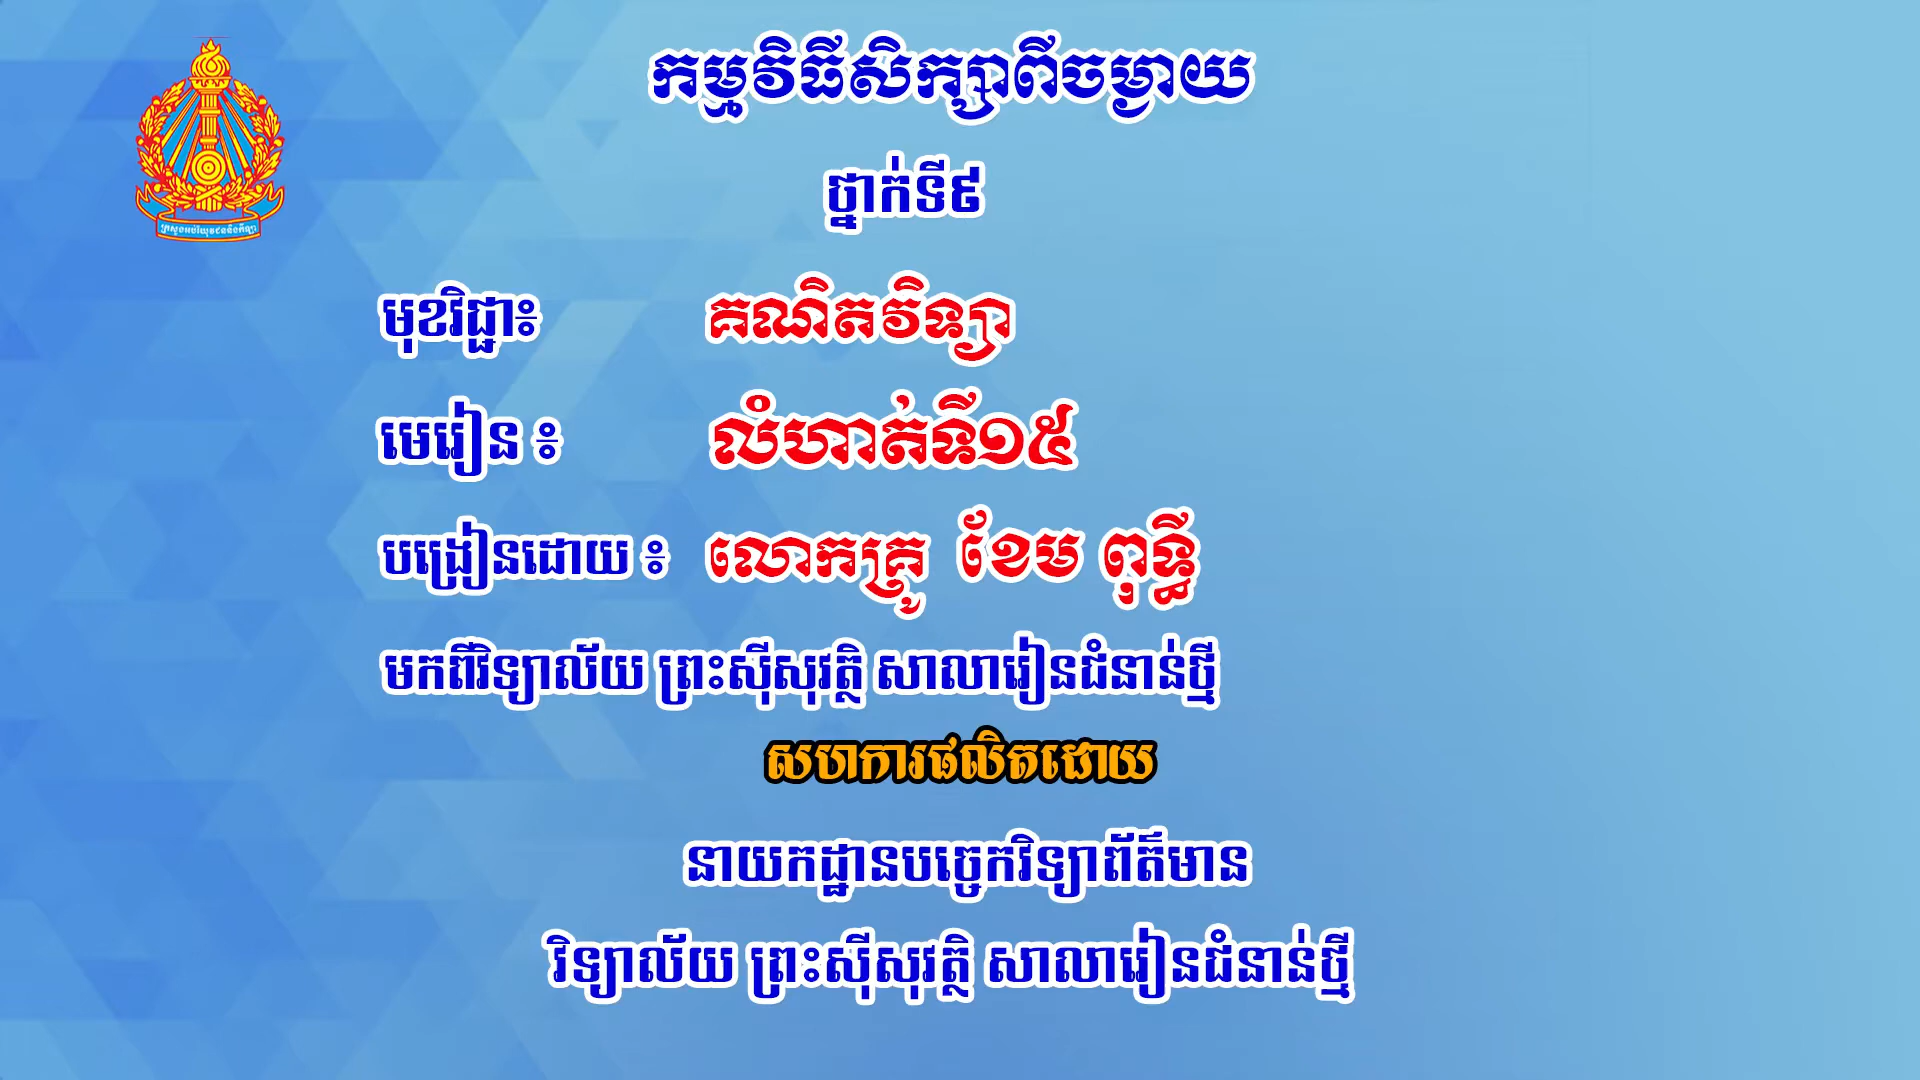 កម្មវិធីសិក្សាពីចម្ងាយ
ថ្នាក់ទី៩
មុខវិជ្ជា៖ គណិតវិទ្យា
មេរៀន ៖ លំហាត់ទី១៥
បង្រៀនដោយ ៖ លោកគ្រូ ខែម ពុទ្ធី
មកពីវិទ្យាល័យ ព្រះស៊ីសុវត្ថិ សាលារៀនជំនាន់ថ្មី
សហការផលិតដោយ
នាយកដ្ឋានបច្ចេកវិទ្យាព័ត៌មាន
វិទ្យាល័យ ព្រះស៊ីសុវត្ថិ សាលារៀនជំនាន់ថ្មី